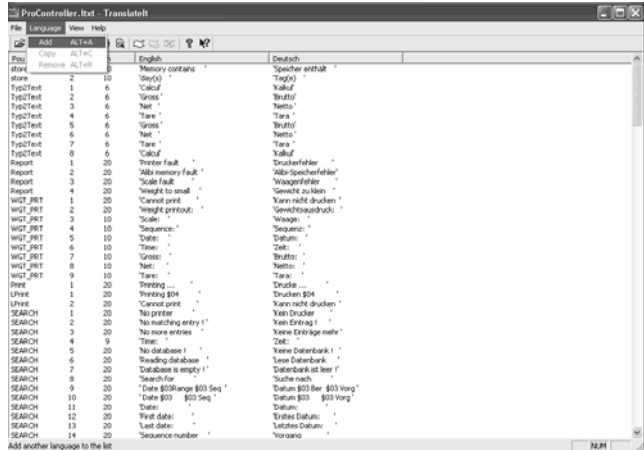 ProController.ltxt - TranslateIt
File Language View Help
Add ALT+A
Copy ALT+C
Remove ALT+R
Pou English Deutsch
store 'Memory contains ' 'Speicher enthält '
store 2 10 'day(s) ' 'Tag(e) '
Typ2Text 1 6 'Calcul' 'Kalkul'
Typ2Text 2 6 'Gross ' 'Brutto'
Typ2Text 3 6 'Net ' 'Netto '
Typ2Text 4 6 'Tare ' 'Tara '
Typ2Text 5 6 'Gross ' 'Brutto'
Typ2Text 6 6 'Net ' 'Netto '
Typ2Text 7 6 'Tare ' 'Tara '
Typ2Text 8 6 'Calcul' 'Kalkul'
Report 1 20 'Printer fault ' 'Druckerfehler '
Report 2 20 'Alibi memory fault ' 'Alibi-Speicherfehler'
Report 3 20 'Scale fault ' 'Waagenfehler '
Report 4 20 'Weight to small ' 'Gewicht zu klein '
WGT_PRT 1 20 'Cannot print ' 'Kann nicht drucken '
WGT_PRT 2 20 'Weight printout: ' 'Gewichtsausdruck: '
WGT_PRT 3 10 'Scale: ' 'Waage: '
WGT_PRT 4 10 'Sequence: ' 'Sequenz: '
WGT_PRT 5 10 'Date: ' 'Datum: '
WGT_PRT 6 10 'Time: ' 'Zeit: '
WGT_PRT 7 10 'Gross: ' 'Brutto: '
WGT_PRT 8 10 'Net: ' 'Netto: '
WGT_PRT 9 10 'Tare: ' 'Tara: '
Print 1 20 'Printing ... ' 'Drucke ... '
LPrint 1 20 'Printing $04 ' 'Drucken $04 '
LPrint 2 20 'Cannot print ' 'Kann nicht drucken '
SEARCH 1 20 'No printer ' 'Kein Drucker '
SEARCH 2 20 'No matching entry ! ' 'Kein Eintrag ! '
SEARCH 3 20 'No more entries ' 'Keine Einträge mehr '
SEARCH 4 9 'Time: ' 'Zeit: '
SEARCH 5 20 'No database ! ' 'Keine Datenbank ! '
SEARCH 6 20 'Reading database ' 'Lese Datenbank '
SEARCH 7 20 'Database is empty ! ' 'Datenbank ist leer !'
SEARCH 8 20 'Search for ' 'Suche nach '
SEARCH 9 20 ' Date $03Range $03 Seq ' 'Datum $03 Ber $03 Vorg '
SEARCH 10 20 ' Date $03 $03 Seq ' 'Datum $03 $03 Vorg '
SEARCH 11 20 'Date: ' 'Datum: '
SEARCH 12 20 'First date: ' 'Erstes Datum: '
SEARCH 13 20 'Last date: ' 'Letztes Datum: '
SEARCH 14 20 'Sequence number ' 'Vorgang
Add another language to the list NUM